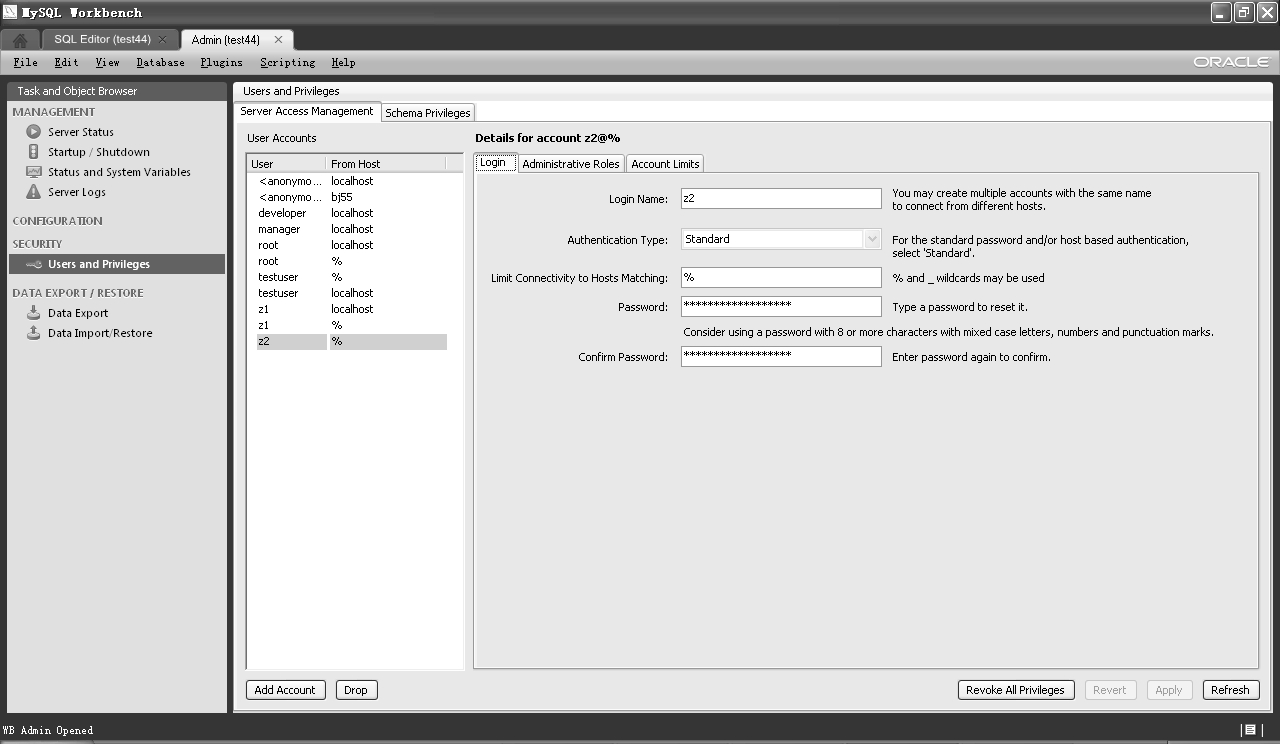 MySQL Workbench
SQL Editor (test44)
Admin (test44)
File Edit View Database Plugins Scripting Help
ORACLE
Task and Object Browser
MANAGEMENT
Server Status
Startup / Shutdown
Status and System Variables
Server Logs
CONFIGURATION
SECURITY
Users and Privileges
DATA EXPORT / RESTORE
Data Export
Data Import/Restore
Users and Privileges
Server Access Management
Schema Privileges
User Accounts
User From Host
<anonymo... localhost
<anonymo... bj55
developer localhost
manager localhost
root localhost
root %
testuser %
testuser localhost
z1 localhost
z1 %
z2 %
Add Account
Drop
Details for account z2@%
Login
Administrative Roles
Account Limits
Login Name: z2
You may create multiple accounts with the same name
to connect from different hosts.
Authentication Type: Standard
For the standard password and/or host based authentication,
select 'Standard'.
Limit Connectivity to Hosts Matching: %
% and _ wildcards may be used
Password: ******************
Type a password to reset it.
Consider using a password with 8 or more characters with mixed case letters, numbers and punctuation marks.
Confirm Password: ******************
Enter password again to confirm.
Revoke All Privileges
Revert
Apply
Refresh
WB Admin Opened